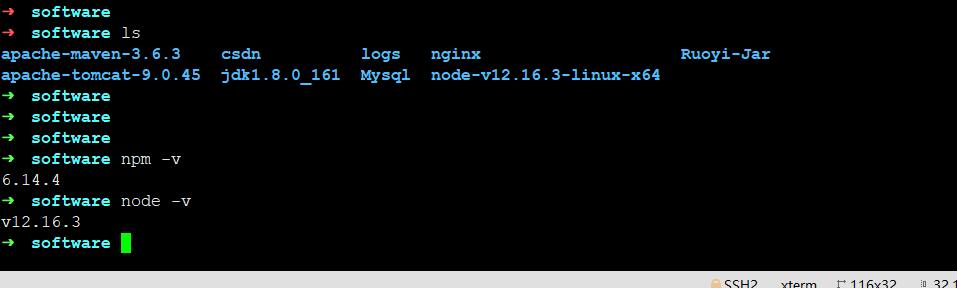 ➜ software
➜ software ls
apache-maven-3.6.3 csdn logs nginx Ruoyi-Jar
apache-tomcat-9.0.45 jdk1.8.0_161 Mysql node-v12.16.3-linux-x64
➜ software
➜ software
➜ software
➜ software npm -v
6.14.4
➜ software node -v
v12.16.3
➜ software
SSH2 xterm 116x32 32,1